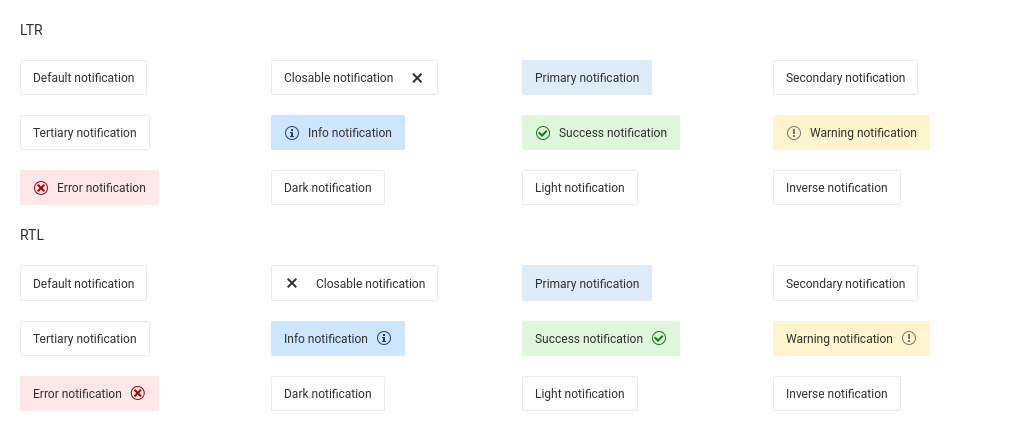 LTR
Default notification
Closable notification
Primary notification
Secondary notification
Tertiary notification
Info notification
Success notification
Warning notification
Error notification
Dark notification
Light notification
Inverse notification
RTL
Default notification
Closable notification
Primary notification
Secondary notification
Tertiary notification
Info notification
Success notification
Warning notification
Error notification
Dark notification
Light notification
Inverse notification